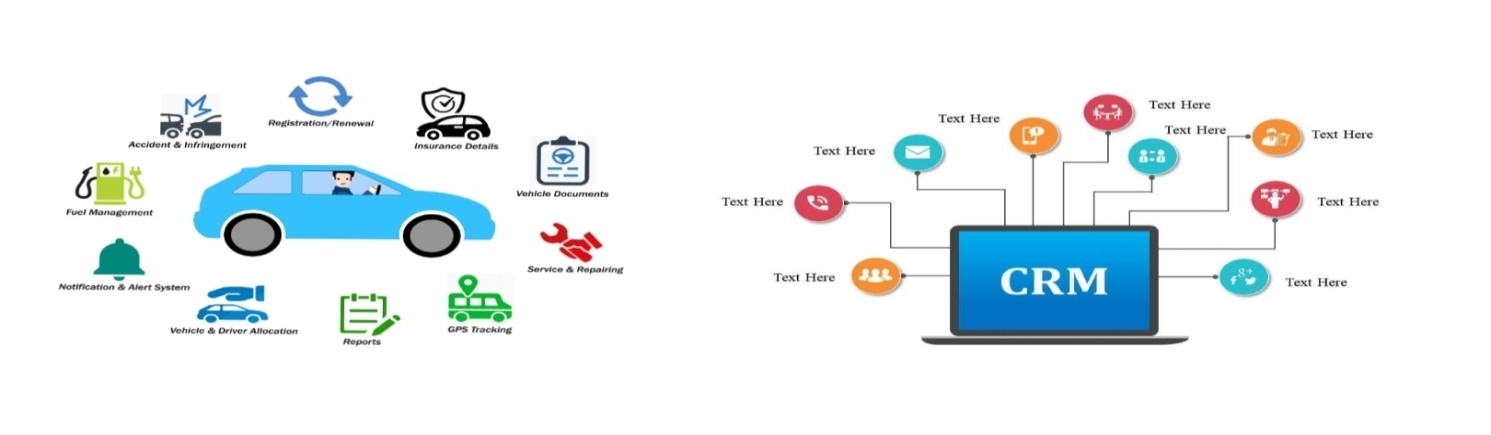 Registration/Renewal
Accident & Infringement
Insurance Details
Vehicle Documents
Fuel Management
Service & Repairing
Notification & Alert System
Vehicle & Driver Allocation
GPS Tracking
Reports
Text Here
Text Here
Text Here
Text Here
Text Here
Text Here
Text Here
Text Here
Text Here
CRM
g+